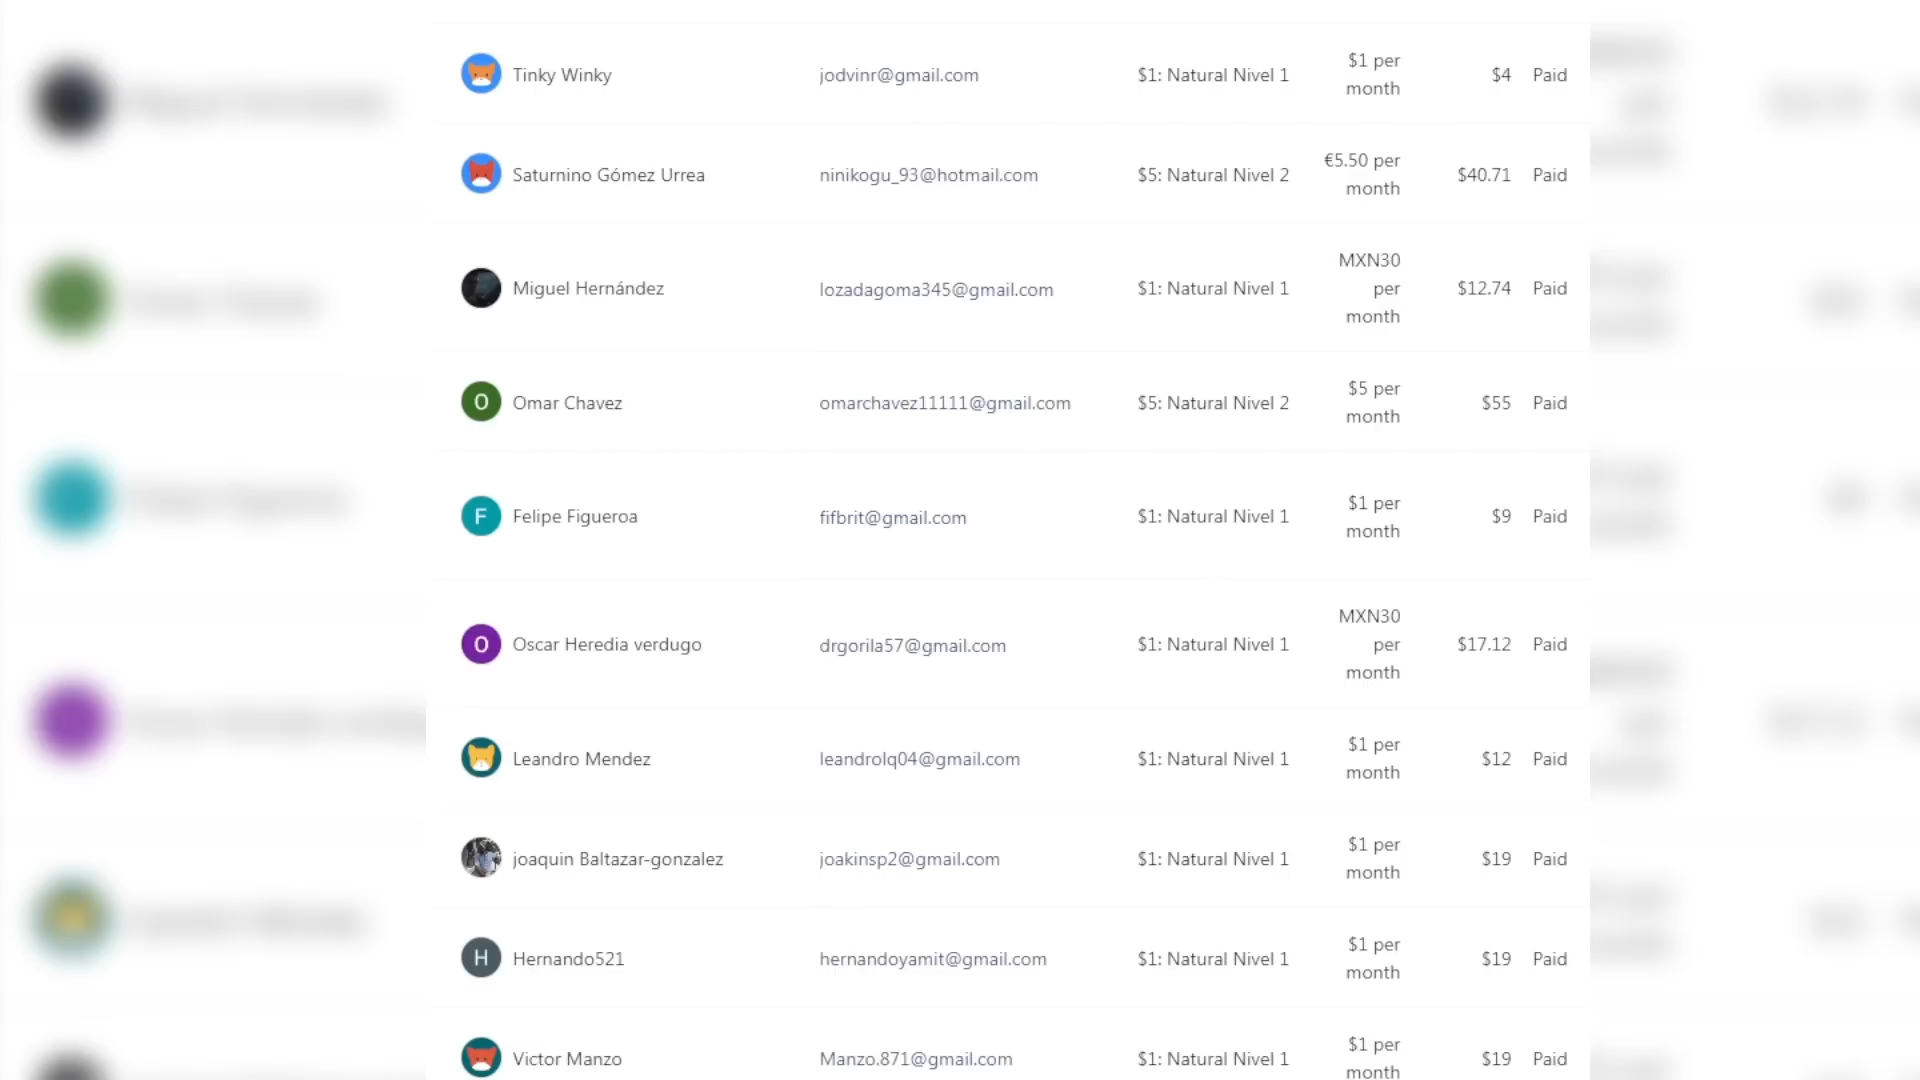 Tinky Winky jodvinr@gmail.com $1: Natural Nivel 1 $1 per month $4 Paid
Saturnino Gómez Urrea ninikogu_93@hotmail.com $5: Natural Nivel 2 €5.50 per month $40.71 Paid
Miguel Hernández lozadagoma345@gmail.com $1: Natural Nivel 1 MXN30 per month $12.74 Paid
O Omar Chavez omarchavez11111@gmail.com $5: Natural Nivel 2 $5 per month $55 Paid
F Felipe Figueroa fifbrit@gmail.com $1: Natural Nivel 1 $1 per month $9 Paid
O Oscar Heredia verdugo drgorila57@gmail.com $1: Natural Nivel 1 MXN30 per month $17.12 Paid
Leandro Mendez leandrolq04@gmail.com $1: Natural Nivel 1 $1 per month $12 Paid
joaquin Baltazar-gonzalez joakinsp2@gmail.com $1: Natural Nivel 1 $1 per month $19 Paid
H Hernando521 hernandoyamit@gmail.com $1: Natural Nivel 1 $1 per month $19 Paid
Victor Manzo Manzo.871@gmail.com $1: Natural Nivel 1 $1 per month $19 Paid